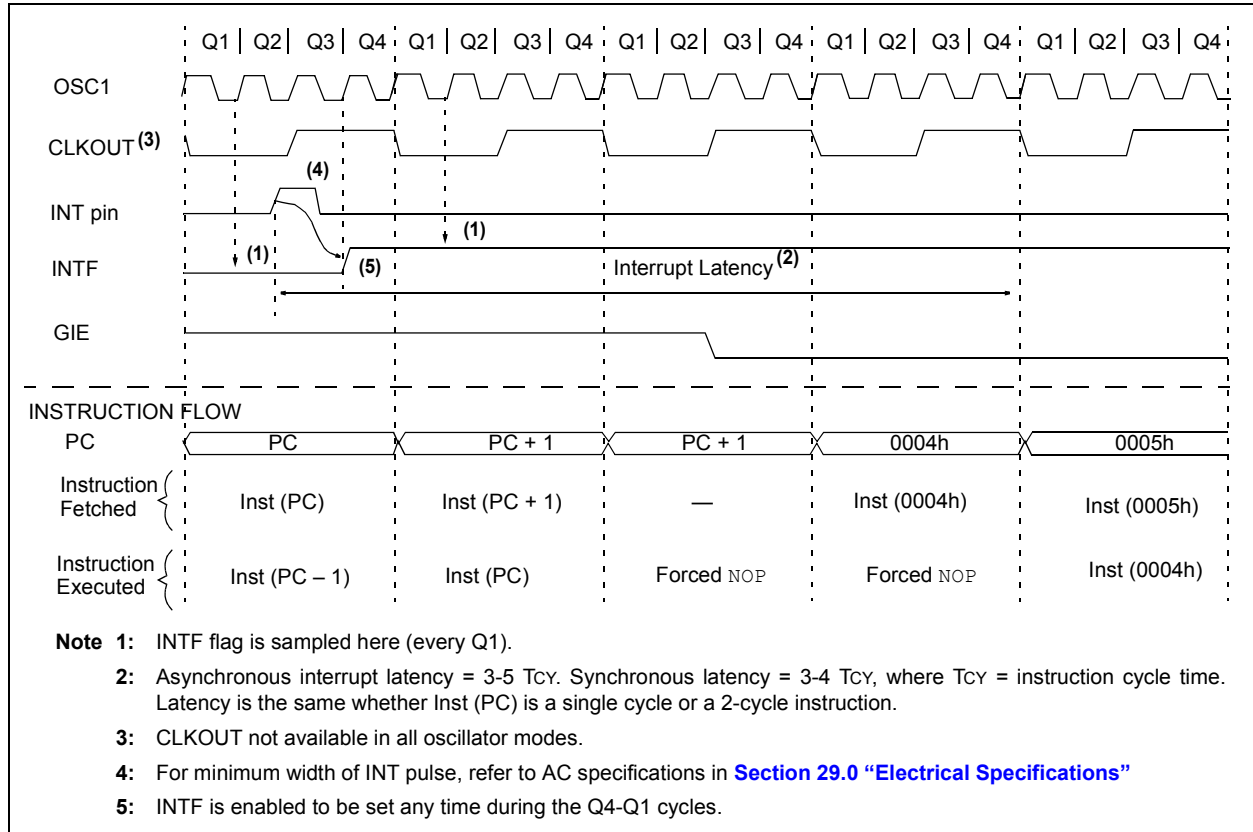 Q1 | Q2 | Q3 | Q4 Q1 | Q2 | Q3 | Q4 Q1 | Q2 | Q3 | Q4 Q1 | Q2 | Q3 | Q4 Q1 | Q2 | Q3 | Q4
OSC1
CLKOUT (3)
(4)
INT pin
(1) (1)
INTF (5) Interrupt Latency (2)
GIE
INSTRUCTION FLOW
PC PC PC + 1 PC + 1 0004h 0005h
Instruction
Fetched Inst (PC) Inst (PC + 1) — Inst (0004h) Inst (0005h)
Instruction
Executed Inst (PC – 1) Inst (PC) Forced NOP Forced NOP Inst (0004h)
Note 1: INTF flag is sampled here (every Q1).
2: Asynchronous interrupt latency = 3-5 TCY. Synchronous latency = 3-4 TCY, where TCY = instruction cycle time.
Latency is the same whether Inst (PC) is a single cycle or a 2-cycle instruction.
3: CLKOUT not available in all oscillator modes.
4: For minimum width of INT pulse, refer to AC specifications in Section 29.0 “Electrical Specifications”
5: INTF is enabled to be set any time during the Q4-Q1 cycles.